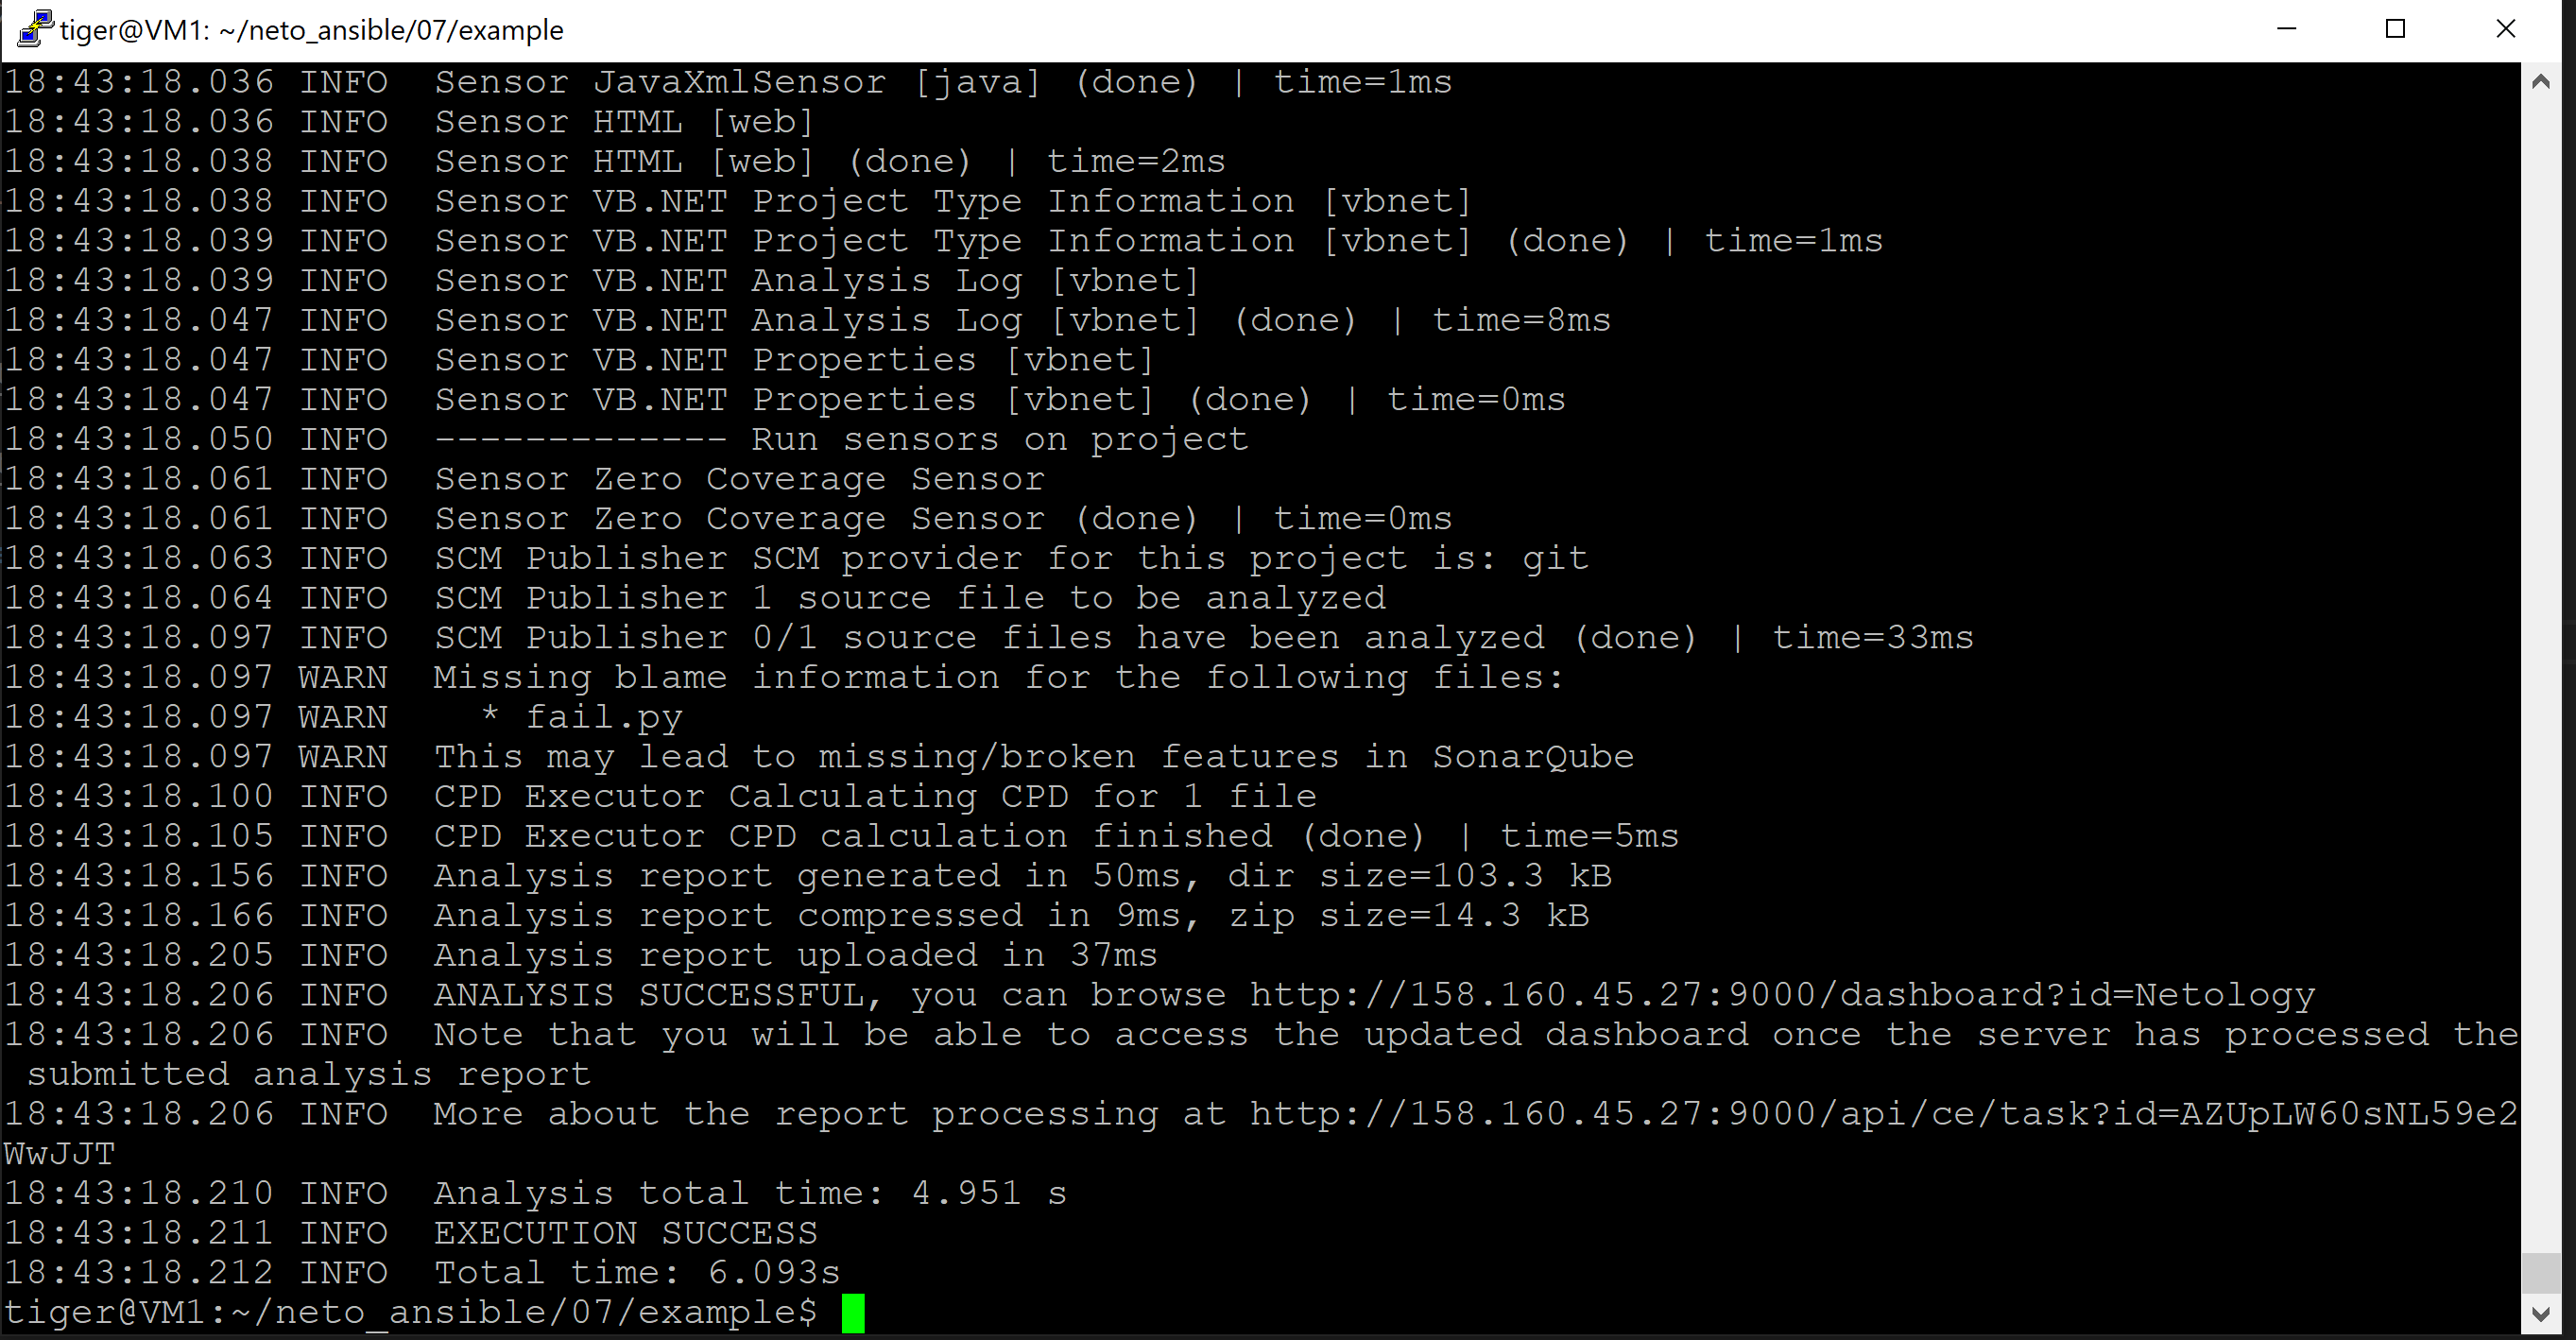 tiger@VM1: ~/neto_ansible/07/example
18:43:18.036 INFO  Sensor JavaXmlSensor [java] (done) | time=1ms
18:43:18.036 INFO  Sensor HTML [web]
18:43:18.038 INFO  Sensor HTML [web] (done) | time=2ms
18:43:18.038 INFO  Sensor VB.NET Project Type Information [vbnet]
18:43:18.039 INFO  Sensor VB.NET Project Type Information [vbnet] (done) | time=1ms
18:43:18.039 INFO  Sensor VB.NET Analysis Log [vbnet]
18:43:18.047 INFO  Sensor VB.NET Analysis Log [vbnet] (done) | time=8ms
18:43:18.047 INFO  Sensor VB.NET Properties [vbnet]
18:43:18.047 INFO  Sensor VB.NET Properties [vbnet] (done) | time=0ms
18:43:18.050 INFO  ------------- Run sensors on project
18:43:18.061 INFO  Sensor Zero Coverage Sensor
18:43:18.061 INFO  Sensor Zero Coverage Sensor (done) | time=0ms
18:43:18.063 INFO  SCM Publisher SCM provider for this project is: git
18:43:18.064 INFO  SCM Publisher 1 source file to be analyzed
18:43:18.097 INFO  SCM Publisher 0/1 source files have been analyzed (done) | time=33ms
18:43:18.097 WARN  Missing blame information for the following files:
18:43:18.097 WARN    * fail.py
18:43:18.097 WARN  This may lead to missing/broken features in SonarQube
18:43:18.100 INFO  CPD Executor Calculating CPD for 1 file
18:43:18.105 INFO  CPD Executor CPD calculation finished (done) | time=5ms
18:43:18.156 INFO  Analysis report generated in 50ms, dir size=103.3 kB
18:43:18.166 INFO  Analysis report compressed in 9ms, zip size=14.3 kB
18:43:18.205 INFO  Analysis report uploaded in 37ms
18:43:18.206 INFO  ANALYSIS SUCCESSFUL, you can browse http://158.160.45.27:9000/dashboard?id=Netology
18:43:18.206 INFO  Note that you will be able to access the updated dashboard once the server has processed the
 submitted analysis report
18:43:18.206 INFO  More about the report processing at http://158.160.45.27:9000/api/ce/task?id=AZUpLW60sNL59e2
WwJJT
18:43:18.210 INFO  Analysis total time: 4.951 s
18:43:18.211 INFO  EXECUTION SUCCESS
18:43:18.212 INFO  Total time: 6.093s
tiger@VM1:~/neto_ansible/07/example$